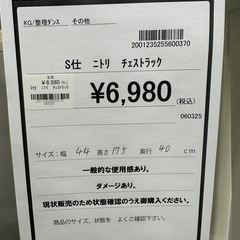 KG/整理ダンス　その他
2001235255600370
S仕　ニトリ　チェストラック
¥6,980
(税込)
060325
サイズ:幅 44 高さ 175 奥行 40 cm
一般的な使用感あり。
ダメージあり。
現状販売のため状態確認のうえ御購入ください。
商品のサイズ、状態を　よくご確認下さい。